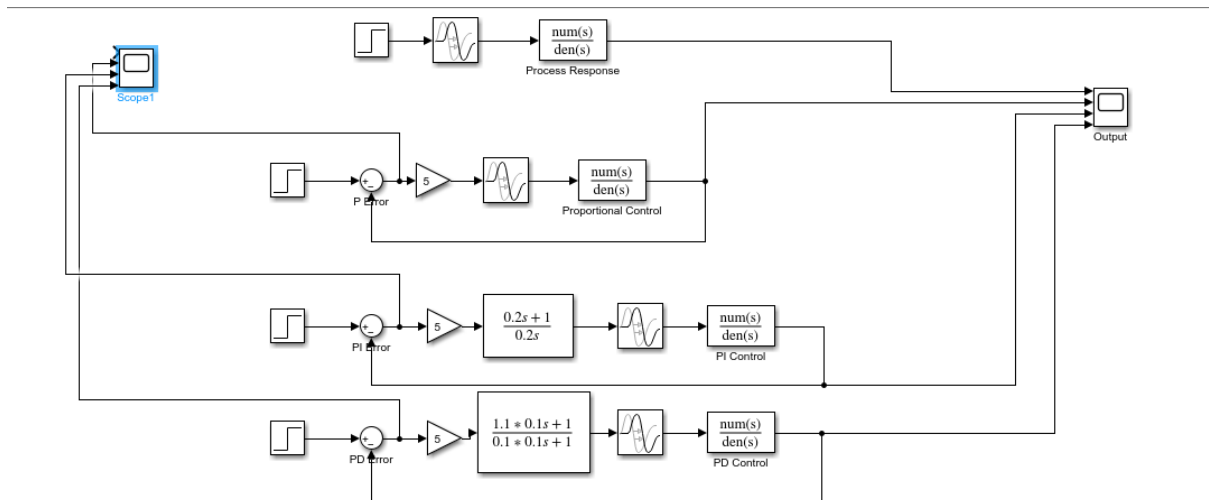 num(s)
den(s)
Process Response
Scope1
Output
+
-
5
num(s)
den(s)
P Error
Proportional Control
+
-
5
0.2s + 1
0.2s
num(s)
den(s)
PI Error
PI Control
+
-
5
1.1 * 0.1s + 1
0.1 * 0.1s + 1
num(s)
den(s)
PD Error
PD Control